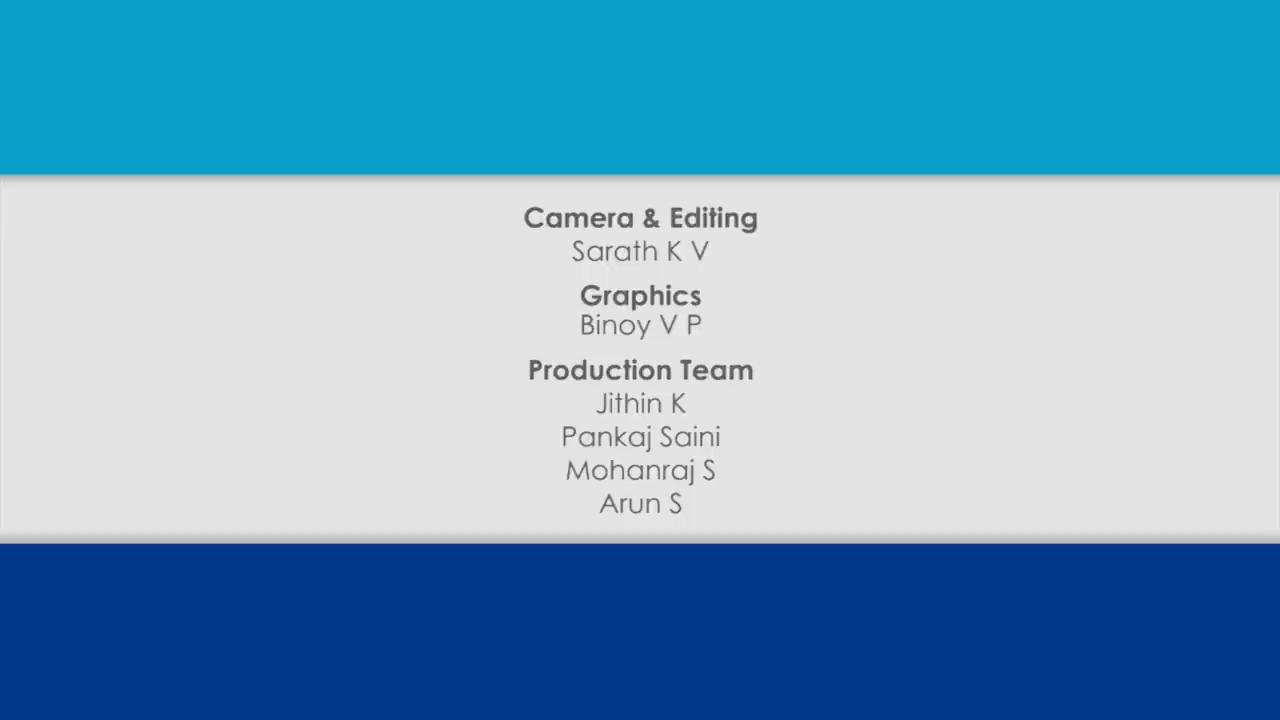 Camera & Editing
Sarath K V
Graphics
Binoy V P
Production Team
Jithin K
Pankaj Saini
Mohanraj S
Arun S